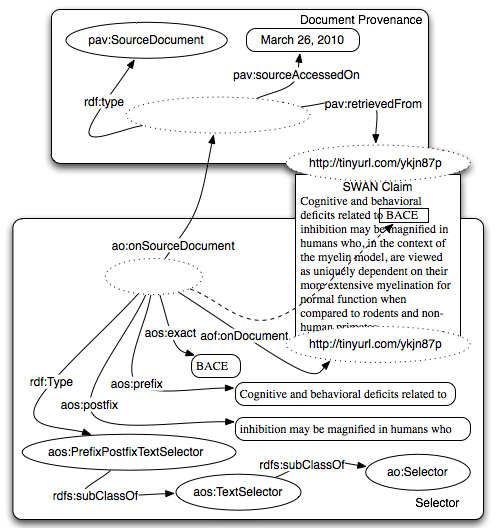 Document Provenance
pav:SourceDocument
March 26, 2010
pav:sourceAccessedOn
rdf:type
pav:retrievedFrom
http://tinyurl.com/ykjn87p
SWAN Claim
Cognitive and behavioral
deficits related to BACE
inhibition may be magnified in
humans who, in the context of
the myelin model, are viewed
as uniquely dependent on their
more extensive myelination for
normal function when
compared to rodents and non-
human primates
http://tinyurl.com/ykjn87p
ao:onSourceDocument
aos:exact
aof:onDocument
BACE
aos:prefix
rdf:Type
Cognitive and behavioral deficits related to
aos:postfix
inhibition may be magnified in humans who
aos:PrefixPostfixTextSelector
rdfs:subClassOf
ao:Selector
rdfs:subClassOf
aos:TextSelector
Selector